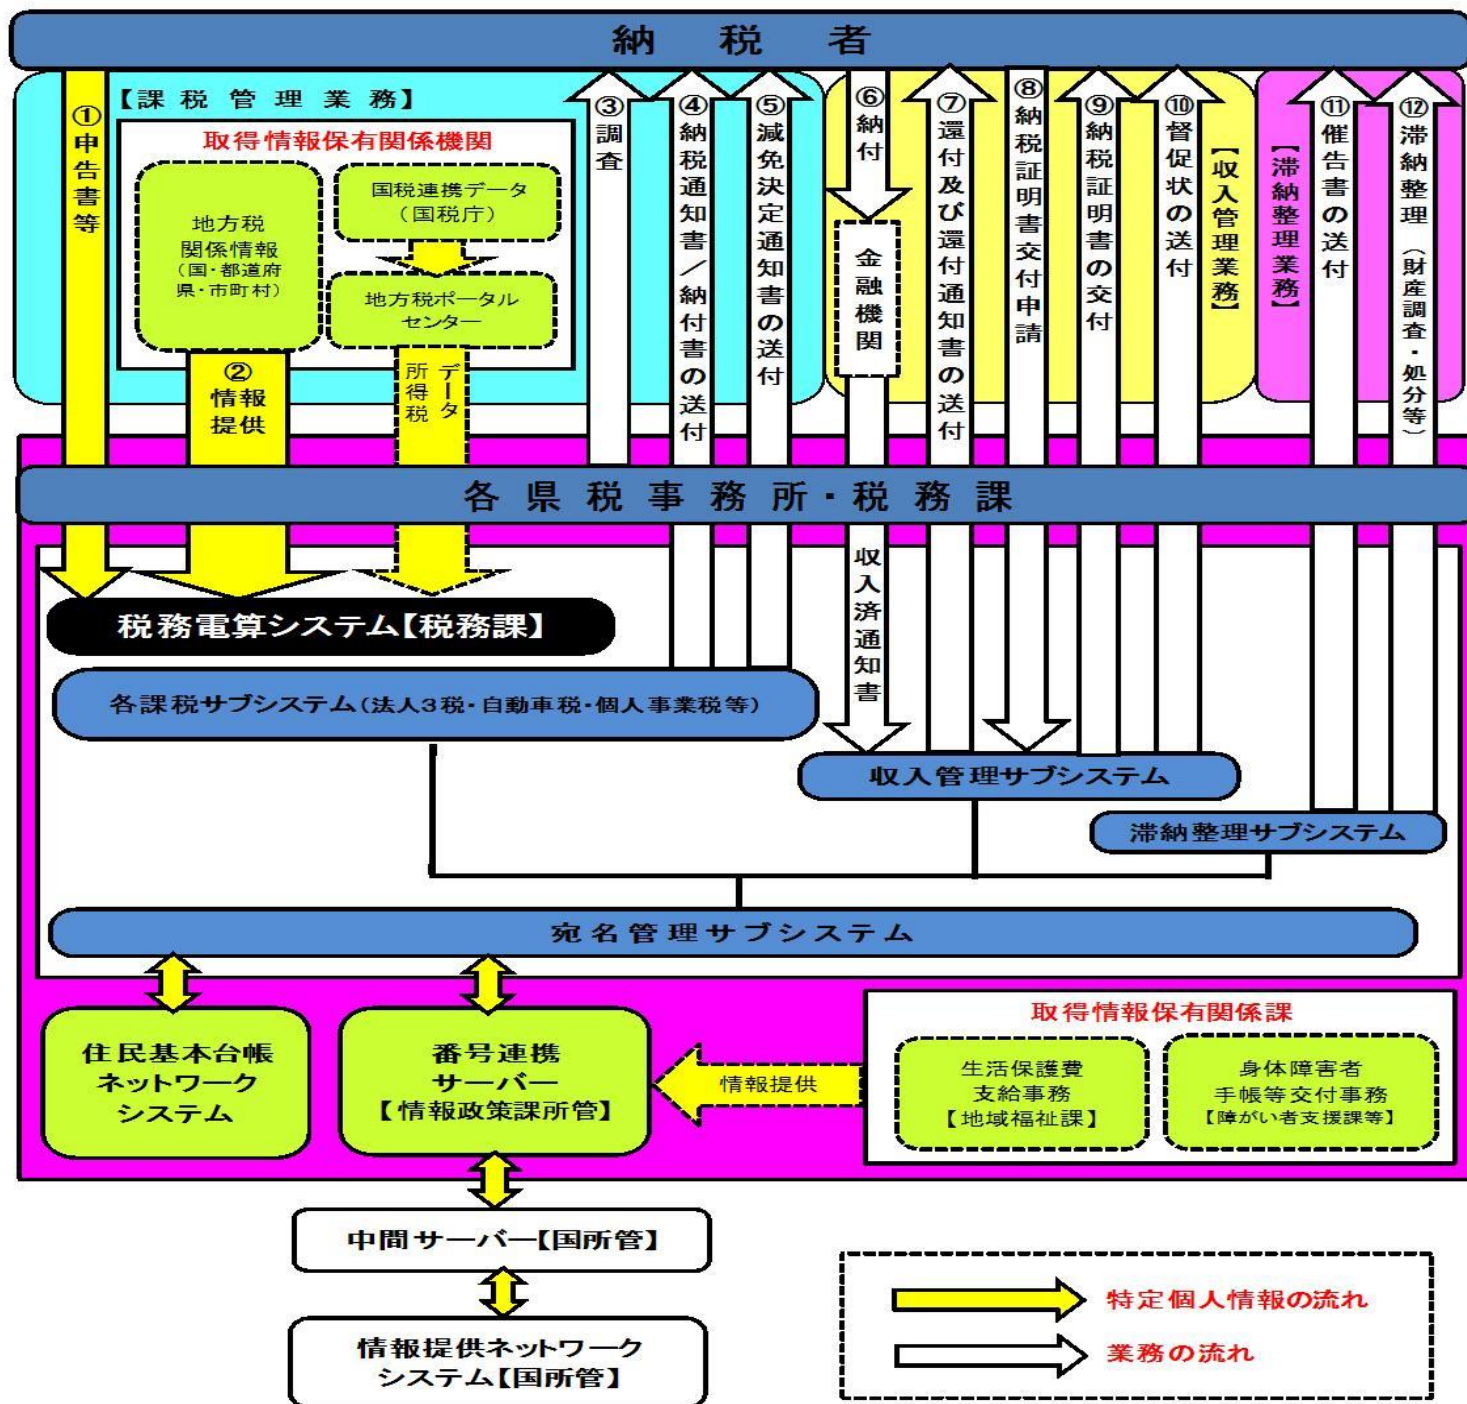 納税者
【課税管理業務】
取得情報保有関係機関
地方税
関係情報
(国・都道府
県・市町村)
国税連携データ
(国税庁)
地方税ポータル
センター
①申告書等
②
情報
提供
所得税
データ
③調査
④納税通知書/納付書の送付
⑤減免決定通知書の送付
⑥納付
金融機関
⑦還付及び還付通知書の送付
⑧納税証明書交付申請
⑨納税証明書の交付
⑩督促状の送付
【収入管理業務】
【滞納整理業務】
⑪催告書の送付
⑫滞納整理(財産調査・処分等)
各県税事務所・税務課
収入済通知書
税務電算システム【税務課】
各課税サブシステム(法人3税・自動車税・個人事業税等)
収入管理サブシステム
滞納整理サブシステム
宛名管理サブシステム
住民基本台帳
ネットワーク
システム
番号連携
サーバー
【情報政策課所管】
情報提供
取得情報保有関係課
生活保護費
支給事務
【地域福祉課】
身体障害者
手帳等交付事務
【障がい者支援課等】
中間サーバー【国所管】
情報提供ネットワーク
システム【国所管】
特定個人情報の流れ
業務の流れ